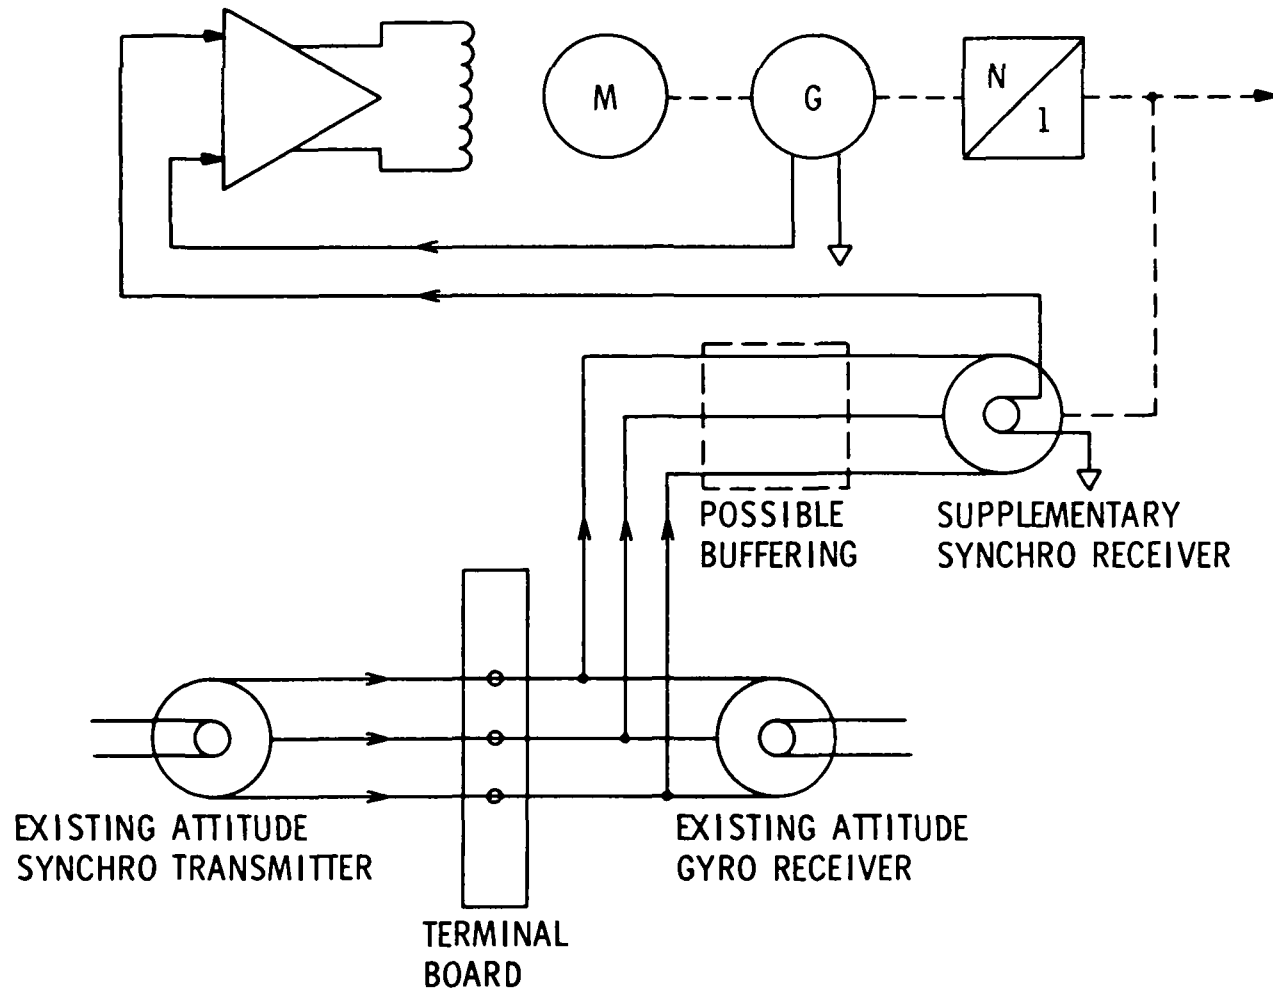 M
G
N
1
POSSIBLE
BUFFERING
SUPPLEMENTARY
SYNCHRO RECEIVER
EXISTING ATTITUDE
SYNCHRO TRANSMITTER
EXISTING ATTITUDE
GYRO RECEIVER
TERMINAL
BOARD